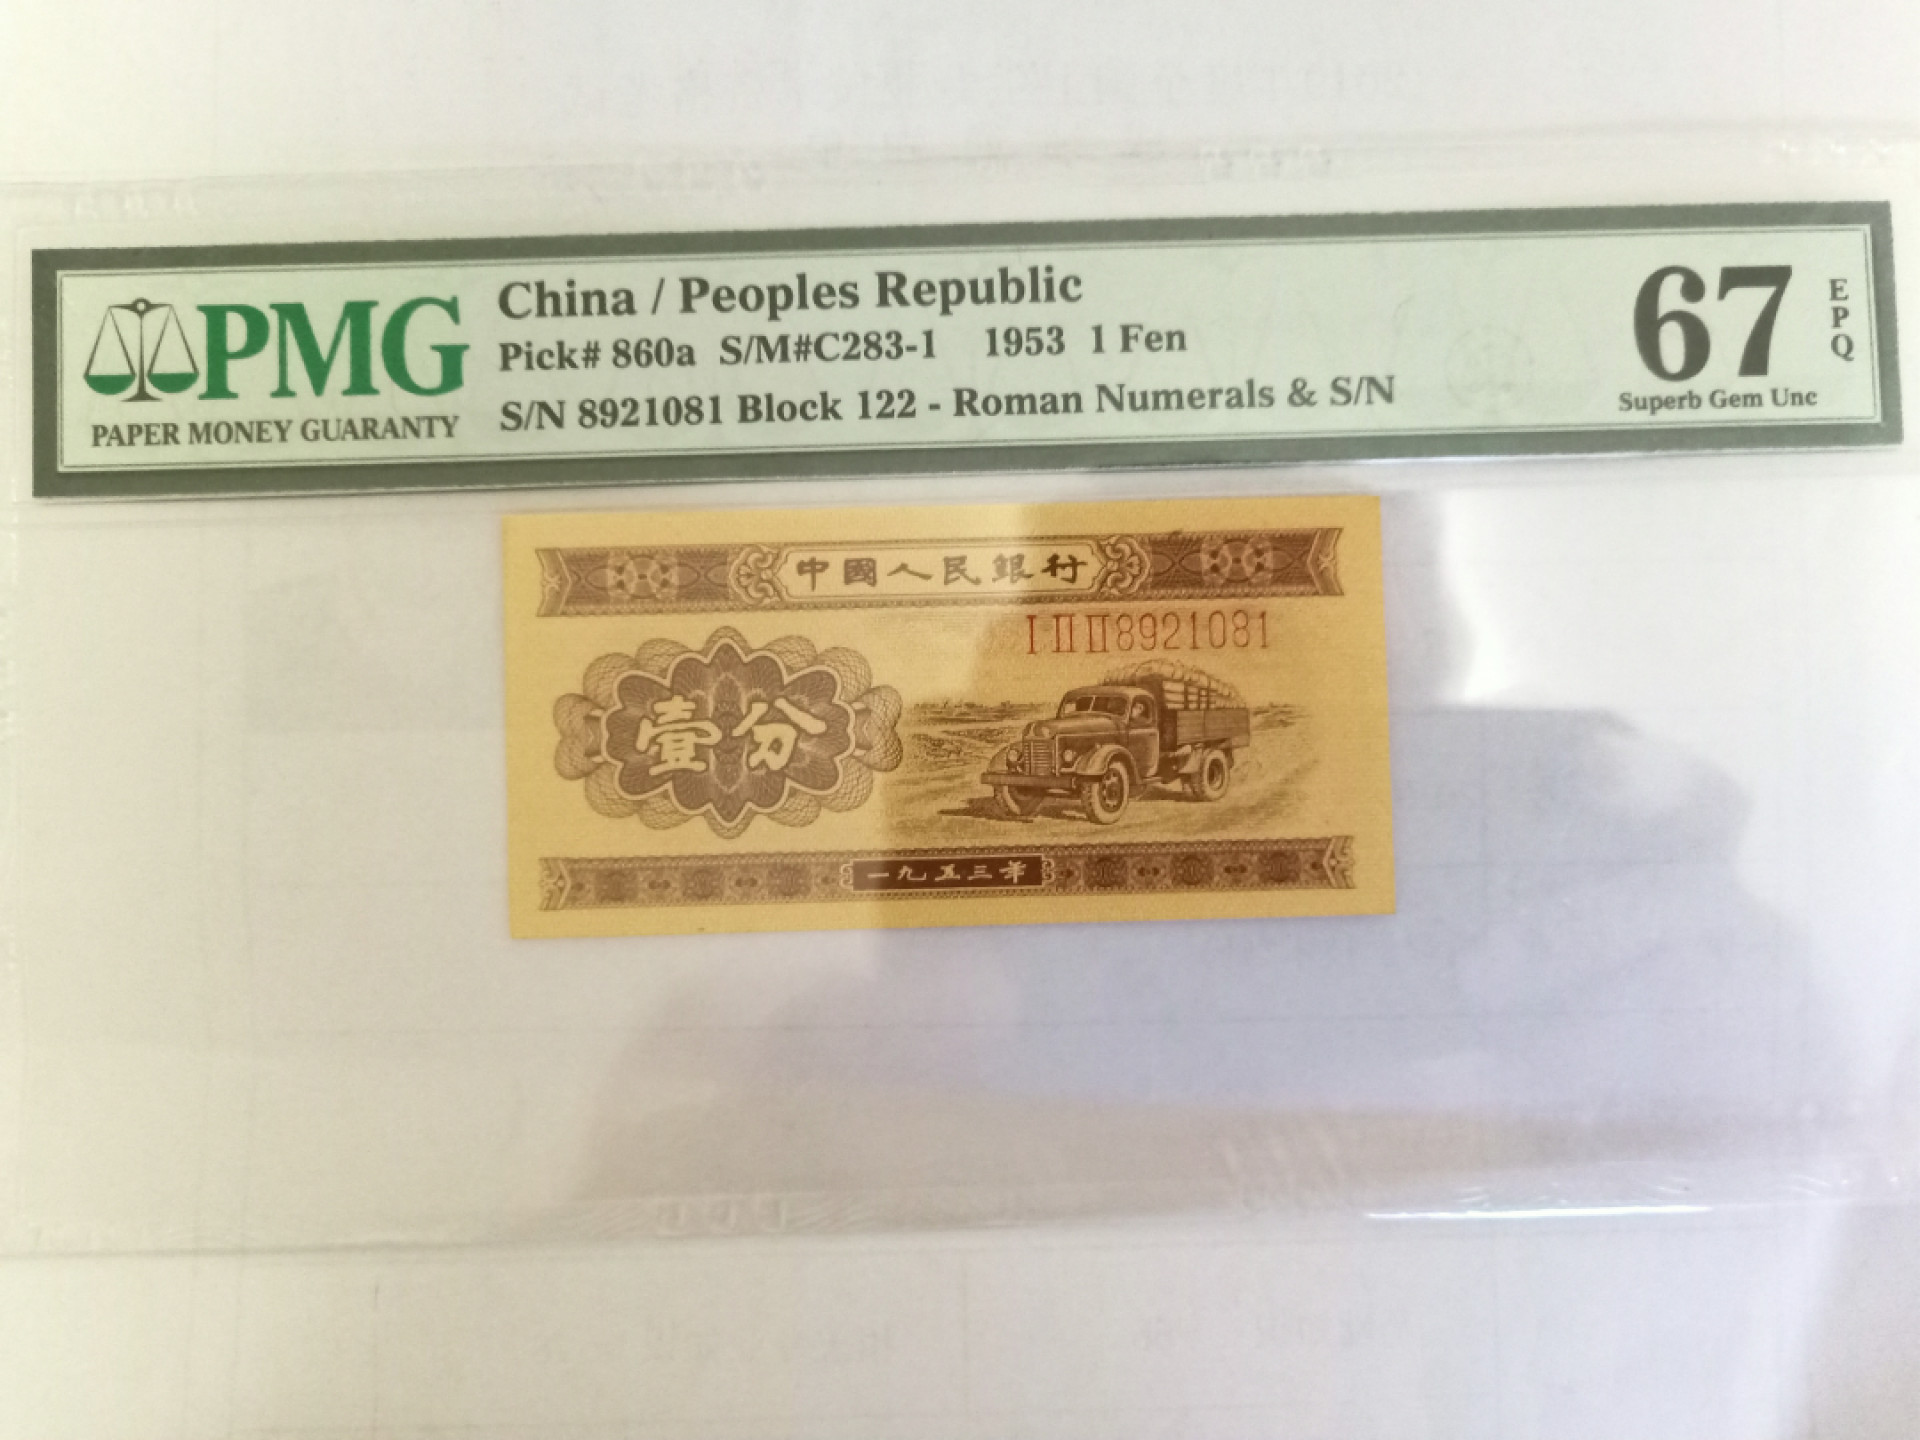 PMG
PAPER MONEY GUARANTY
China / Peoples Republic
Pick# 860a S/M#C283-1 1953 1 Fen
S/N 8921081 Block 122 - Roman Numerals & S/N
67
EPQ
Superb Gem Unc
中國人民銀行
I II II 8921081
壹分
一九五三年